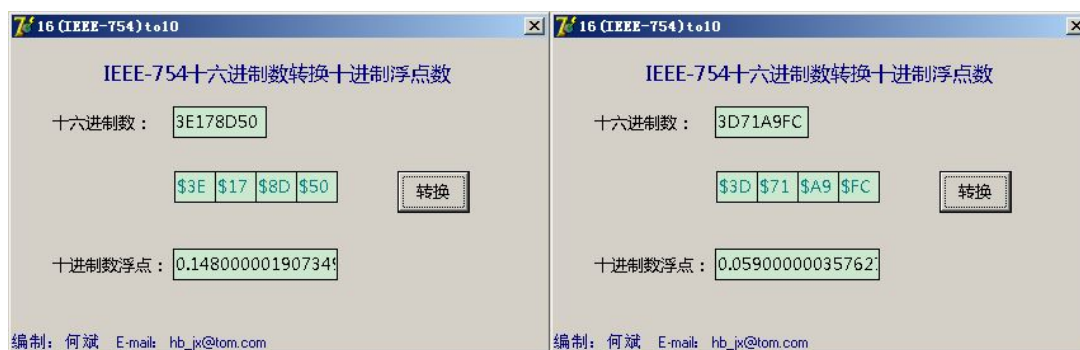 16(IEEE-754)to10
IEEE-754十六进制数转换十进制浮点数
十六进制数： 3E178D50
$3E $17 $8D $50 转换
十进制数浮点： 0.148000001907349
编制：何斌 E-mail: hb_jx@tom.com
16(IEEE-754)to10
IEEE-754十六进制数转换十进制浮点数
十六进制数： 3D71A9FC
$3D $71 $A9 $FC 转换
十进制数浮点： 0.059000000357627
编制：何斌 E-mail: hb_jx@tom.com